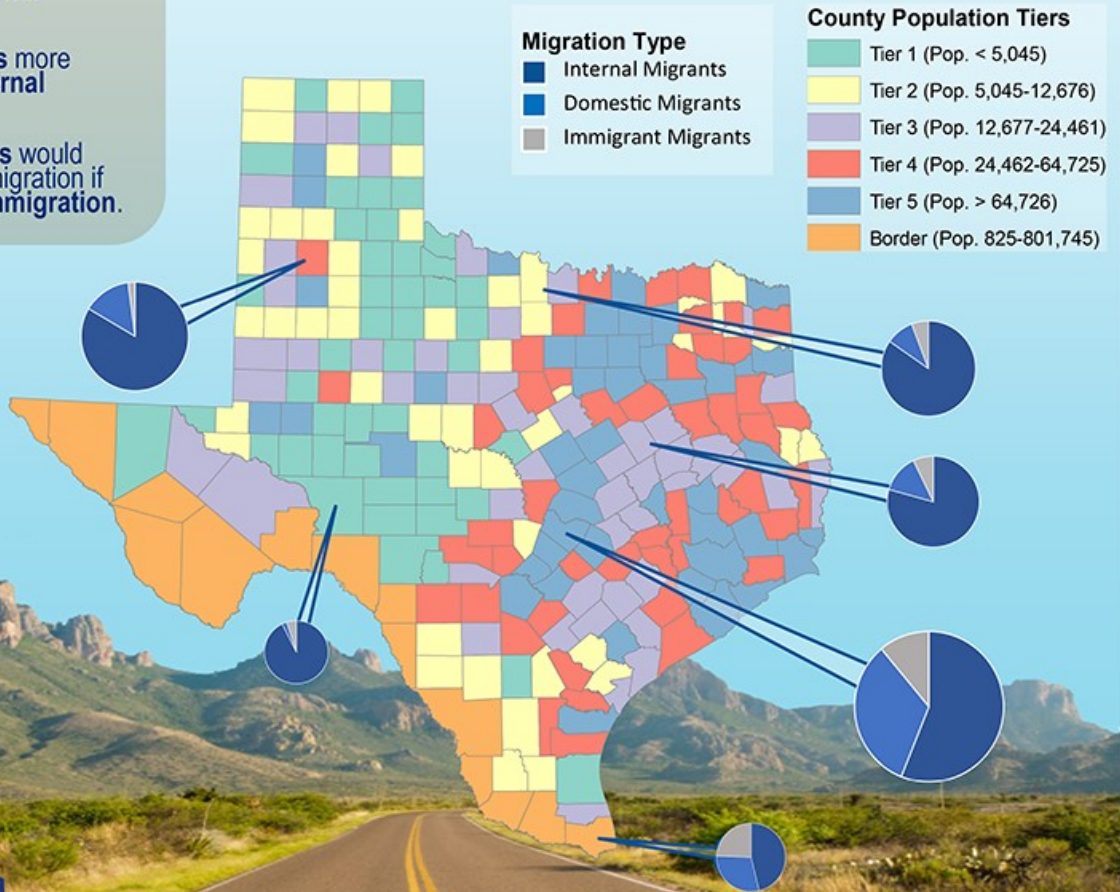 s more
rnal
s would
nigration if
nmigration.
Migration Type
Internal Migrants
Domestic Migrants
Immigrant Migrants
County Population Tiers
Tier 1 (Pop. < 5,045)
Tier 2 (Pop. 5,045-12,676)
Tier 3 (Pop. 12,677-24,461)
Tier 4 (Pop. 24,462-64,725)
Tier 5 (Pop. > 64,726)
Border (Pop. 825-801,745)